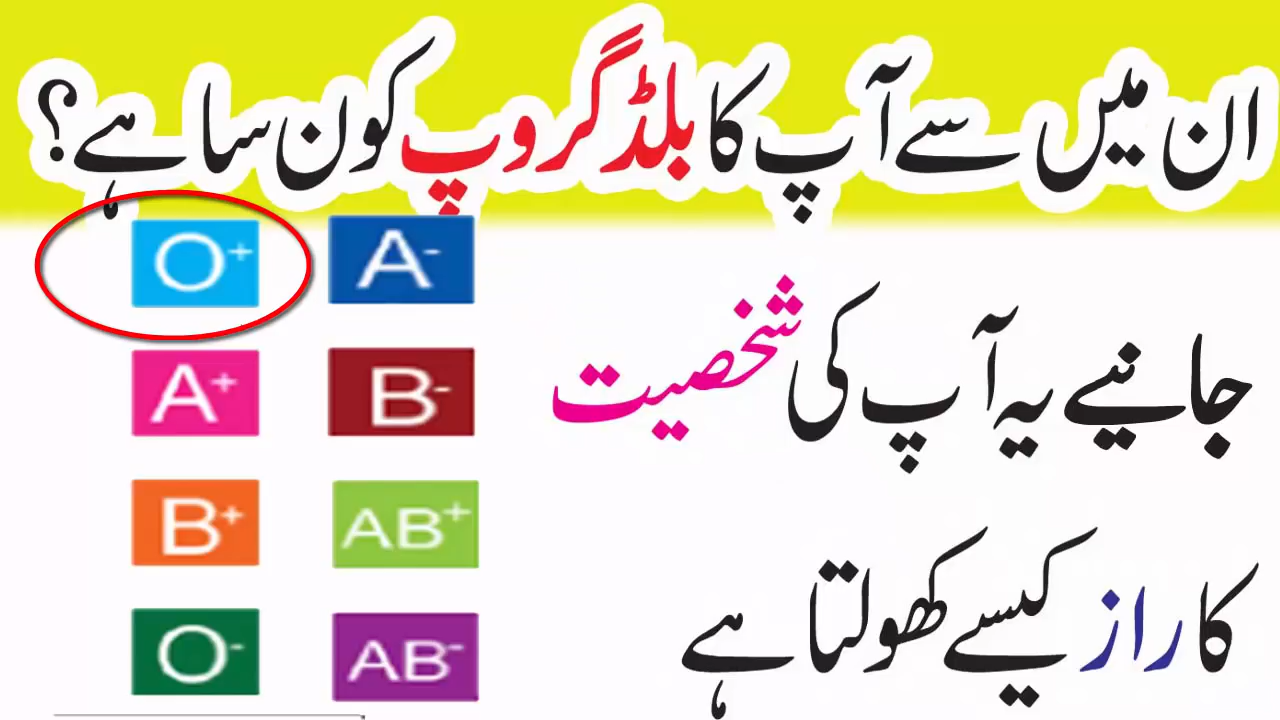 ان میں سے آپ کا بلڈ گروپ کون سا ہے؟
O+ A-
جانیے یہ آپ کی شخصیت
A+ B-
B+ AB+
کا راز کیسے کھولتا ہے
O- AB-